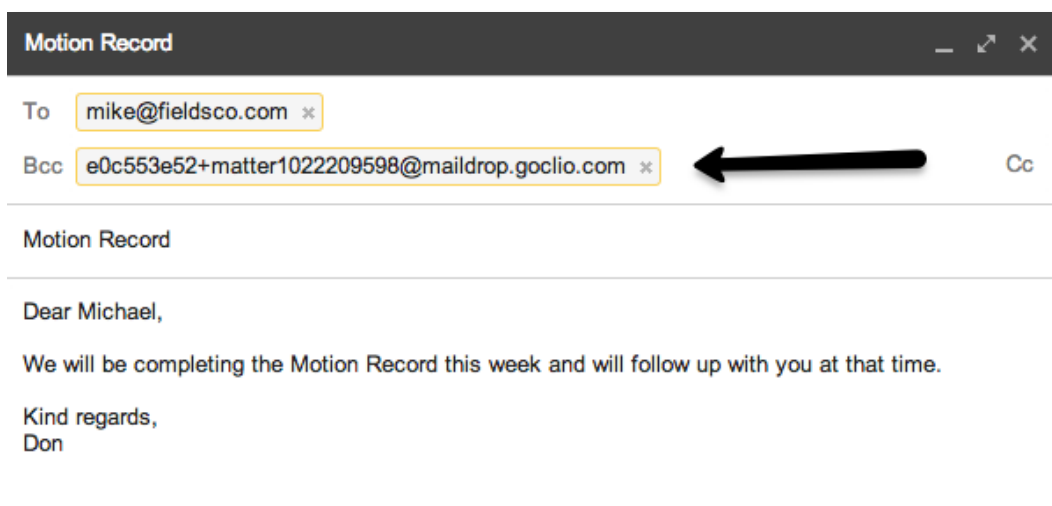 Motion Record
To mike@fieldsco.com ×
Bcc e0c553e52+matter1022209598@maildrop.goclio.com × Cc
Motion Record
Dear Michael,
We will be completing the Motion Record this week and will follow up with you at that time.
Kind regards,
Don